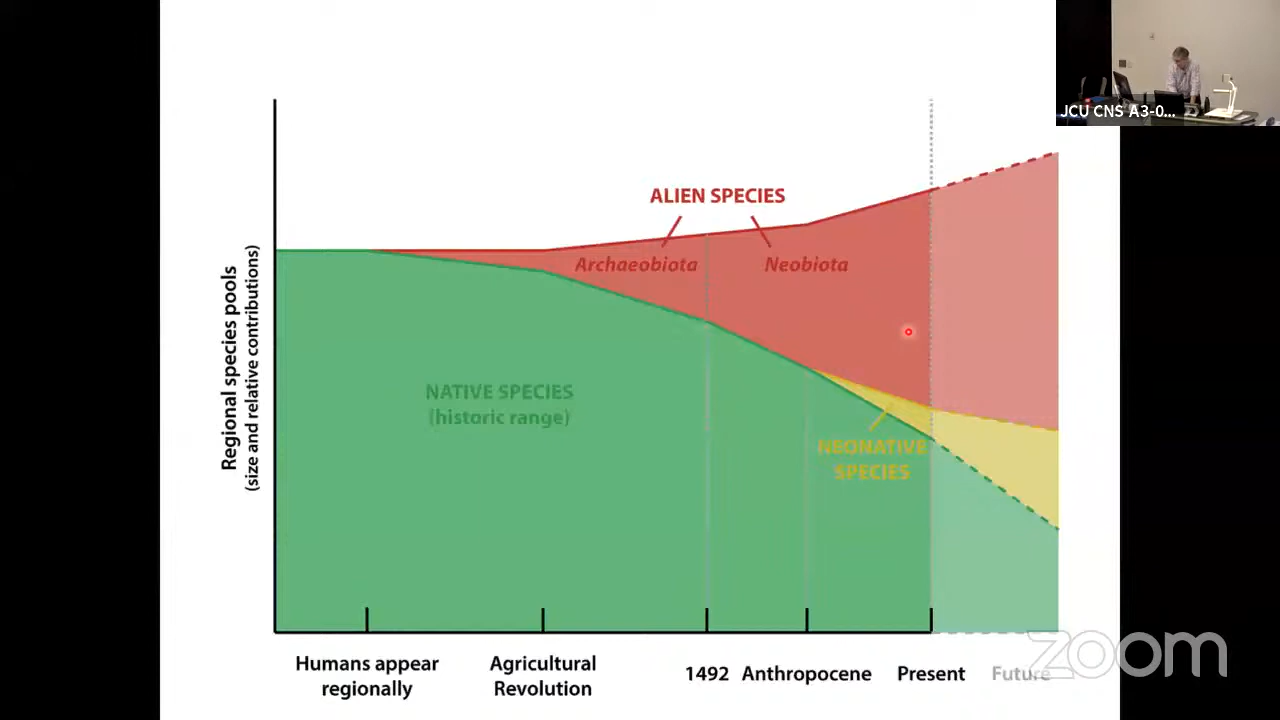 JCU CNS A3-0...
ALIEN SPECIES
Archaeobiota
Neobiota
Regional species pools
(size and relative contributions)
NATIVE SPECIES
(historic range)
NEONATIVE
SPECIES
Humans appear
regionally
Agricultural
Revolution
1492
Anthropocene
Present
Future
zoom